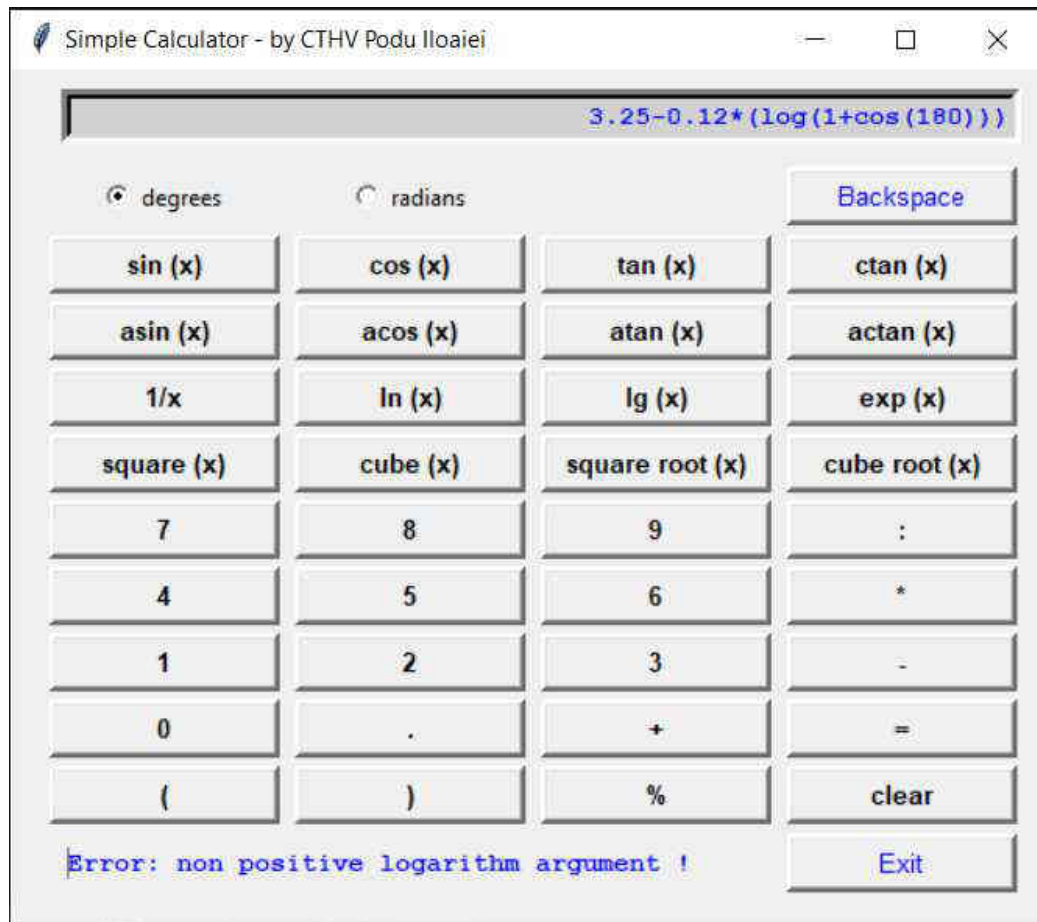 Simple Calculator - by CTHV Podu Iloaiei
3.25-0.12*(log(1+cos(180)))
degrees radians Backspace
sin (x) cos (x) tan (x) ctan (x)
asin (x) acos (x) atan (x) actan (x)
1/x ln (x) lg (x) exp (x)
square (x) cube (x) square root (x) cube root (x)
7 8 9 :
4 5 6 *
1 2 3 -
0 . + =
( ) % clear
Error: non positive logarithm argument ! Exit